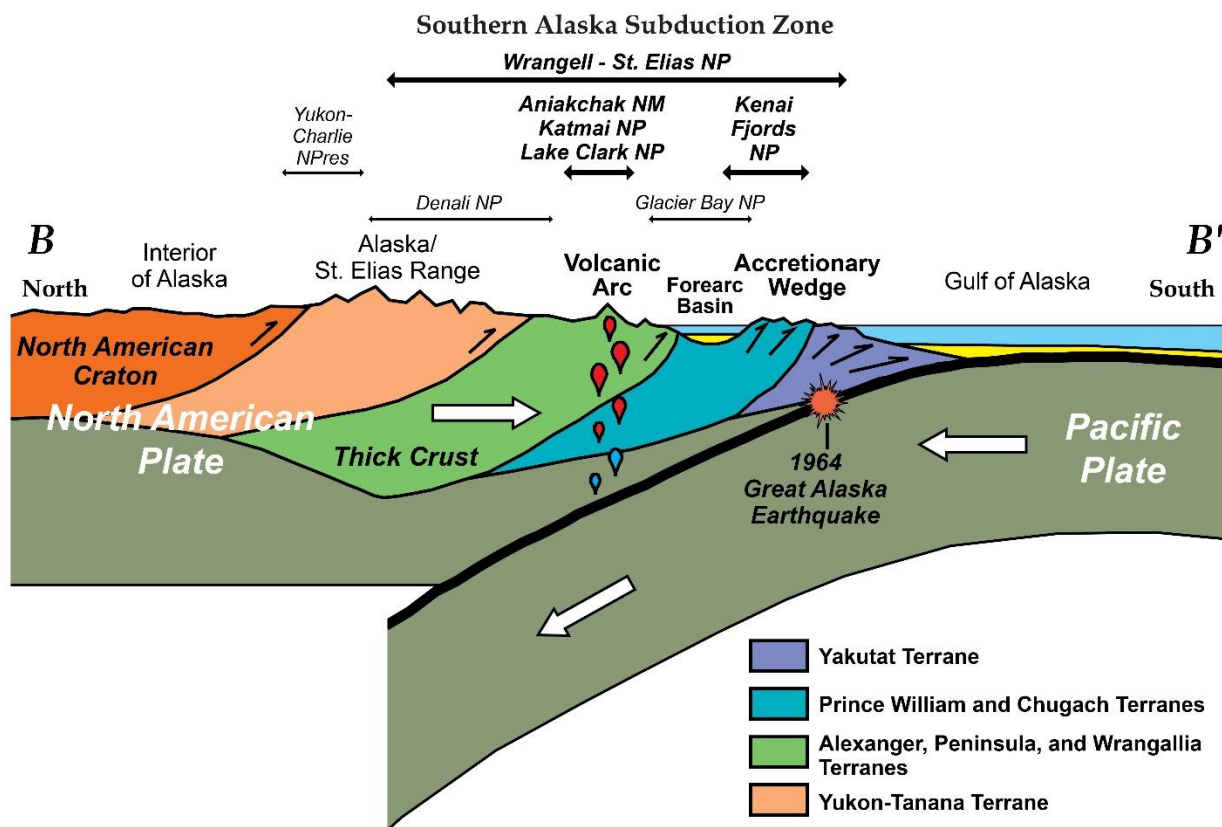 Southern Alaska Subduction Zone
Wrangell - St. Elias NP
Yukon-
Charlie
NPres
Aniakchak NM
Katmai NP
Lake Clark NP
Kenai
Fjords
NP
Denali NP
Glacier Bay NP
B
North
Interior
of Alaska
Alaska/
St. Elias Range
Volcanic
Arc
Forearc
Basin
Accretionary
Wedge
Gulf of Alaska
B'
South
North American
Craton
North American
Plate
Thick Crust
1964
Great Alaska
Earthquake
Pacific
Plate
Yakutat Terrane
Prince William and Chugach Terranes
Alexanger, Peninsula, and Wrangallia
Terranes
Yukon-Tanana Terrane